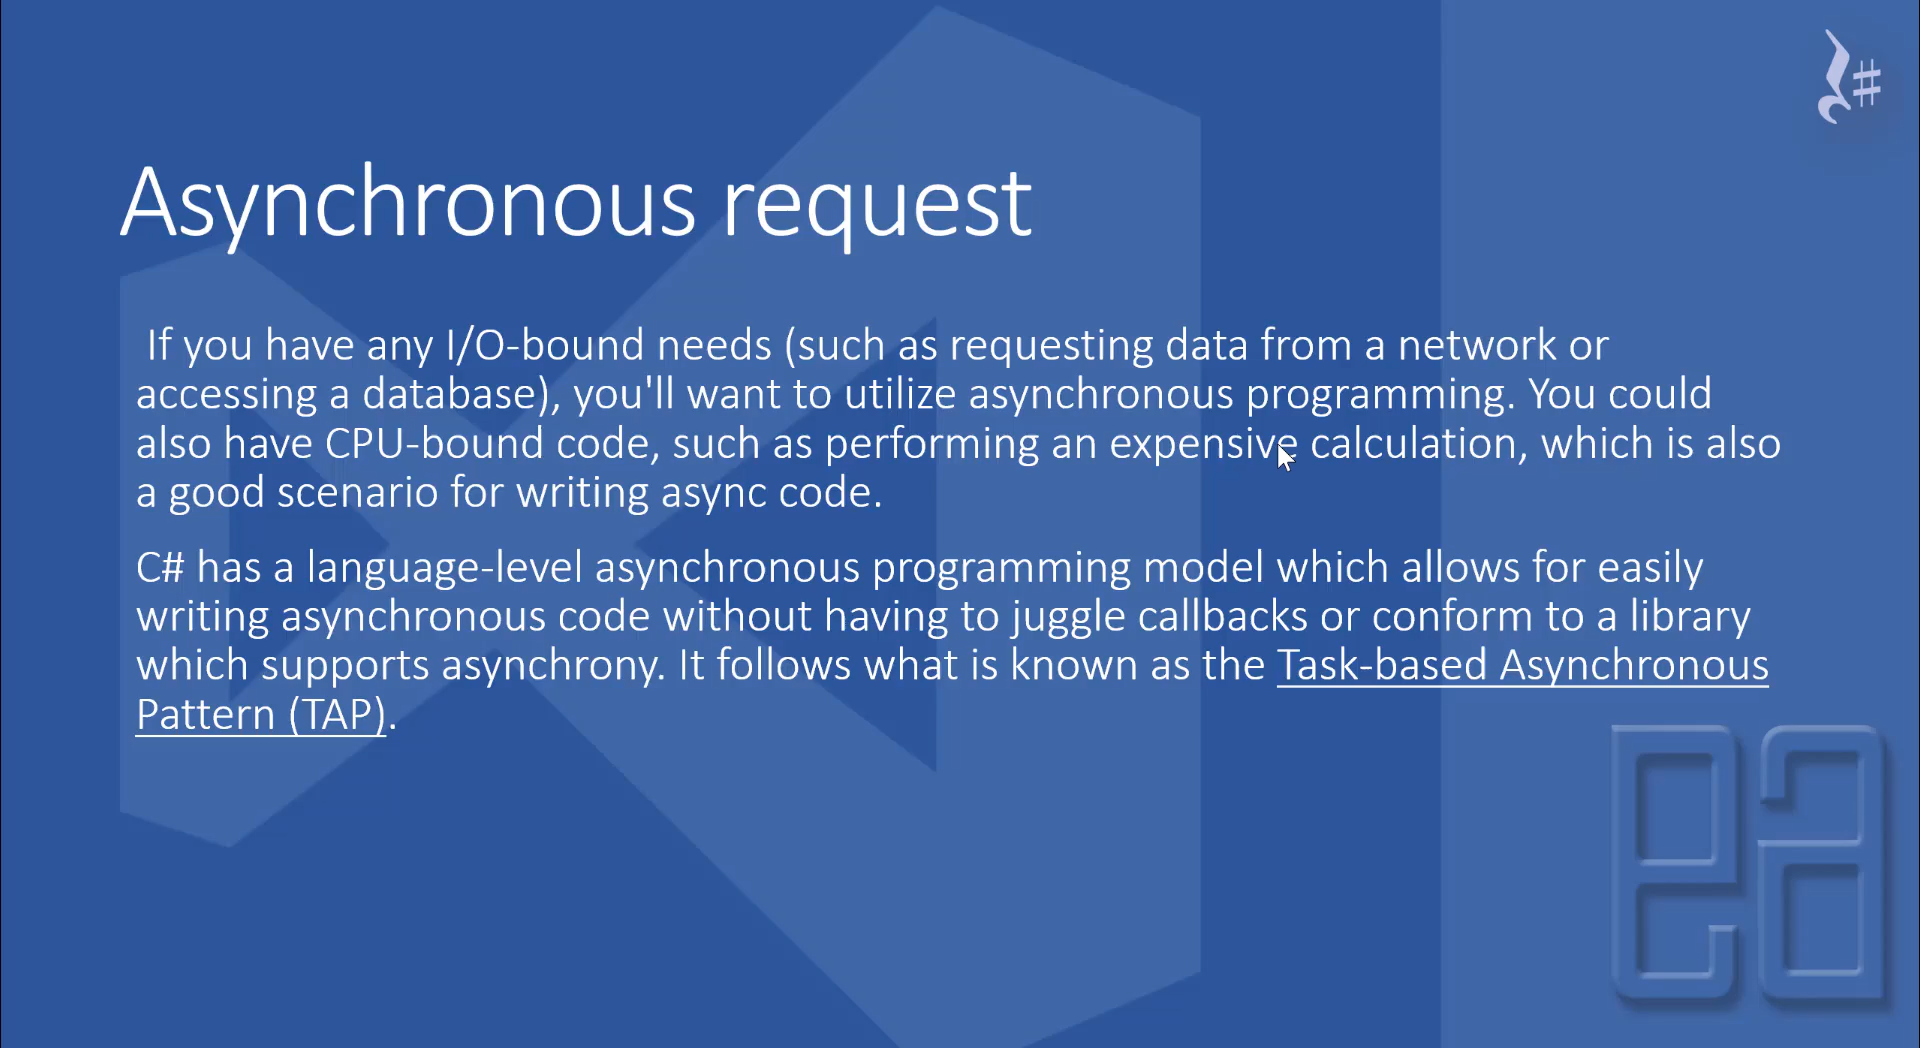 Asynchronous request
If you have any I/O-bound needs (such as requesting data from a network or
accessing a database), you'll want to utilize asynchronous programming. You could
also have CPU-bound code, such as performing an expensive calculation, which is also
a good scenario for writing async code.
C# has a language-level asynchronous programming model which allows for easily
writing asynchronous code without having to juggle callbacks or conform to a library
which supports asynchrony. It follows what is known as the Task-based Asynchronous
Pattern (TAP).